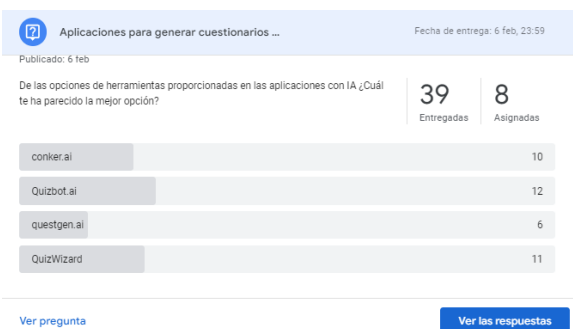 Aplicaciones para generar cuestionarios ...
Fecha de entrega: 6 feb, 23:59
Publicado: 6 feb
De las opciones de herramientas proporcionadas en las aplicaciones con IA ¿Cuál
te ha parecido la mejor opción?
39
Entregadas
8
Asignadas
conker.ai 10
Quizbot.ai 12
questgen.ai 6
QuizWizard 11
Ver pregunta
Ver las respuestas